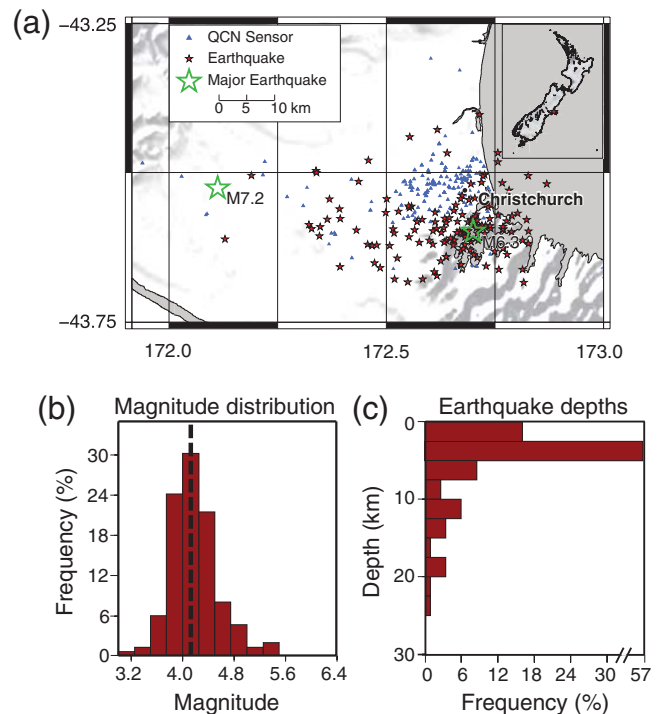 (a)
−43.25
QCN Sensor
Earthquake
Major Earthquake
0 5 10 km
M7.2
Christchurch
M6.3
−43.75
172.0 172.5 173.0
(b) Magnitude distribution
Frequency (%)
30
24
18
12
6
0
3.2 4.0 4.8 5.6 6.4
Magnitude
(c) Earthquake depths
Depth (km)
0
10
20
30
0 6 12 18 24 30 57
Frequency (%)